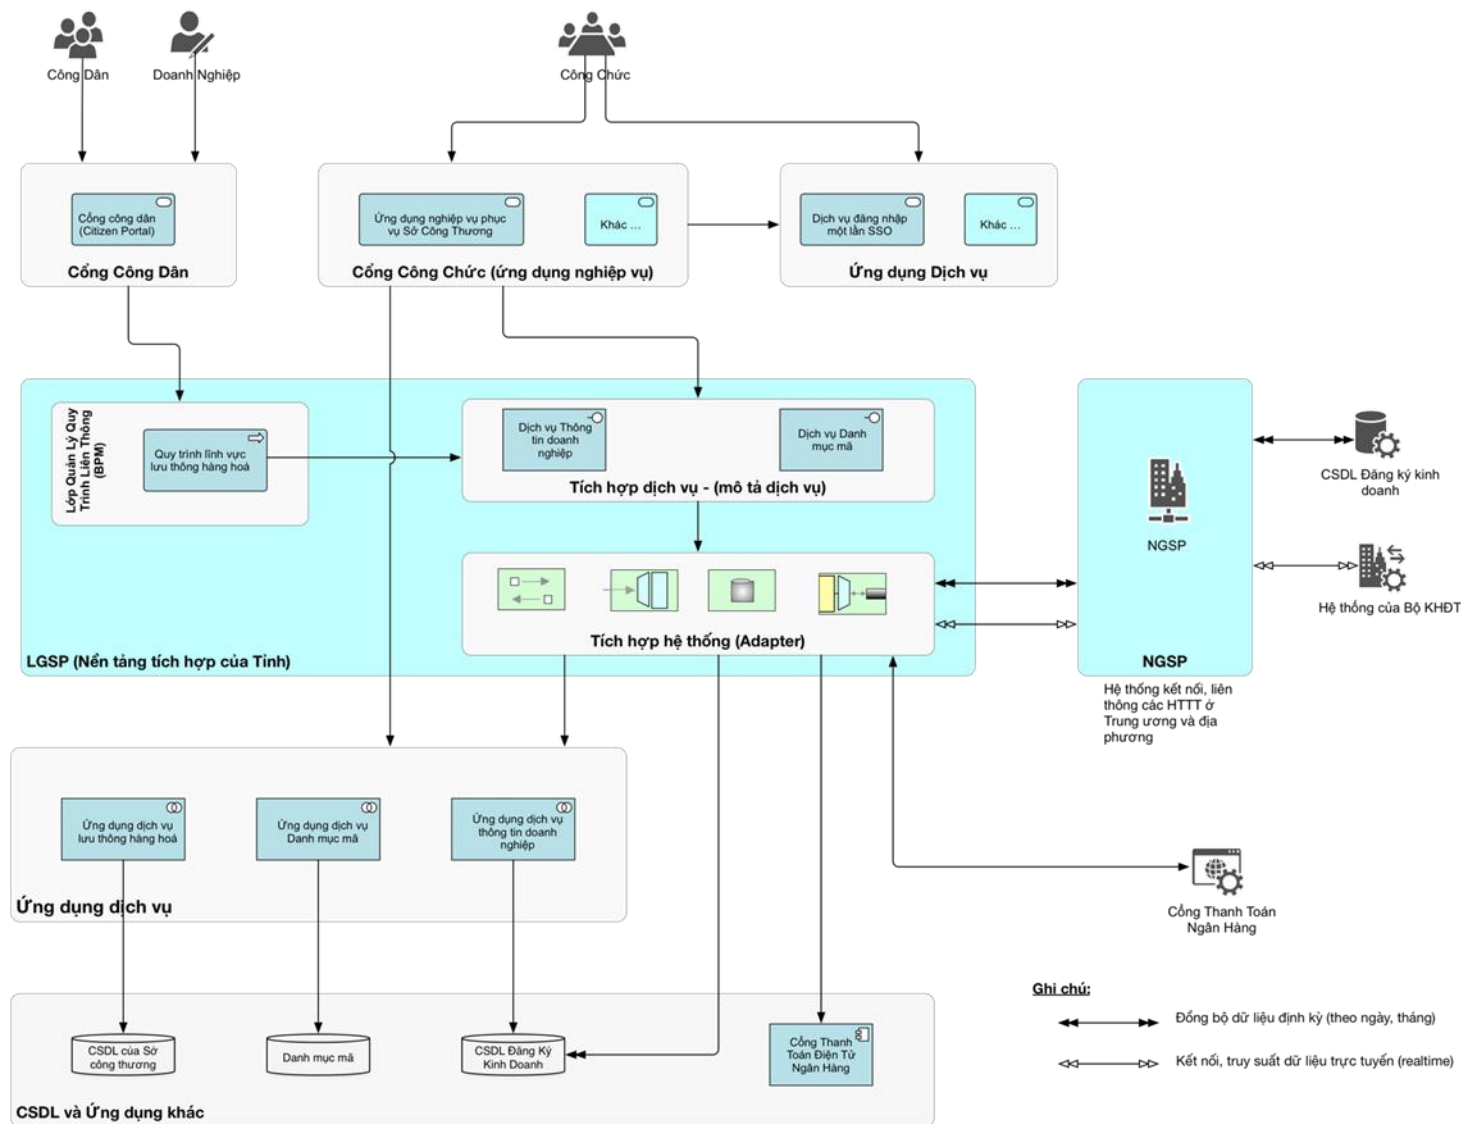 Công Dân
Doanh Nghiệp
Công Chức
Cổng công dân
(Citizen Portal)
Cổng Công Dân
Ứng dụng nghiệp vụ phục
vụ Sở Công Thương
Khác ...
Cổng Công Chức (ứng dụng nghiệp vụ)
Dịch vụ đăng nhập
một lần SSO
Khác ...
Ứng dụng Dịch vụ
Lớp Quản Lý Quy
Trình Liên Thông
(BPM)
Quy trình lĩnh vực
lưu thông hàng hoá
Dịch vụ Thông
tin doanh
nghiệp
Dịch vụ Danh
mục mã
Tích hợp dịch vụ - (mô tả dịch vụ)
Tích hợp hệ thống (Adapter)
LGSP (Nền tảng tích hợp của Tỉnh)
NGSP
NGSP
Hệ thống kết nối, liên
thông các HTTT ở
Trung ương và địa
phương
CSDL Đăng ký kinh
doanh
Hệ thống của Bộ KHĐT
Ứng dụng dịch vụ
lưu thông hàng hoá
Ứng dụng dịch vụ
Danh mục mã
Ứng dụng dịch vụ
thông tin doanh
nghiệp
Ứng dụng dịch vụ
Cổng Thanh Toán
Ngân Hàng
CSDL của Sở
công thương
Danh mục mã
CSDL Đăng Ký
Kinh Doanh
Cổng Thanh
Toán Điện Tử
Ngân Hàng
CSDL và Ứng dụng khác
Ghi chú:
Đồng bộ dữ liệu định kỳ (theo ngày, tháng)
Kết nối, truy suất dữ liệu trực tuyến (realtime)